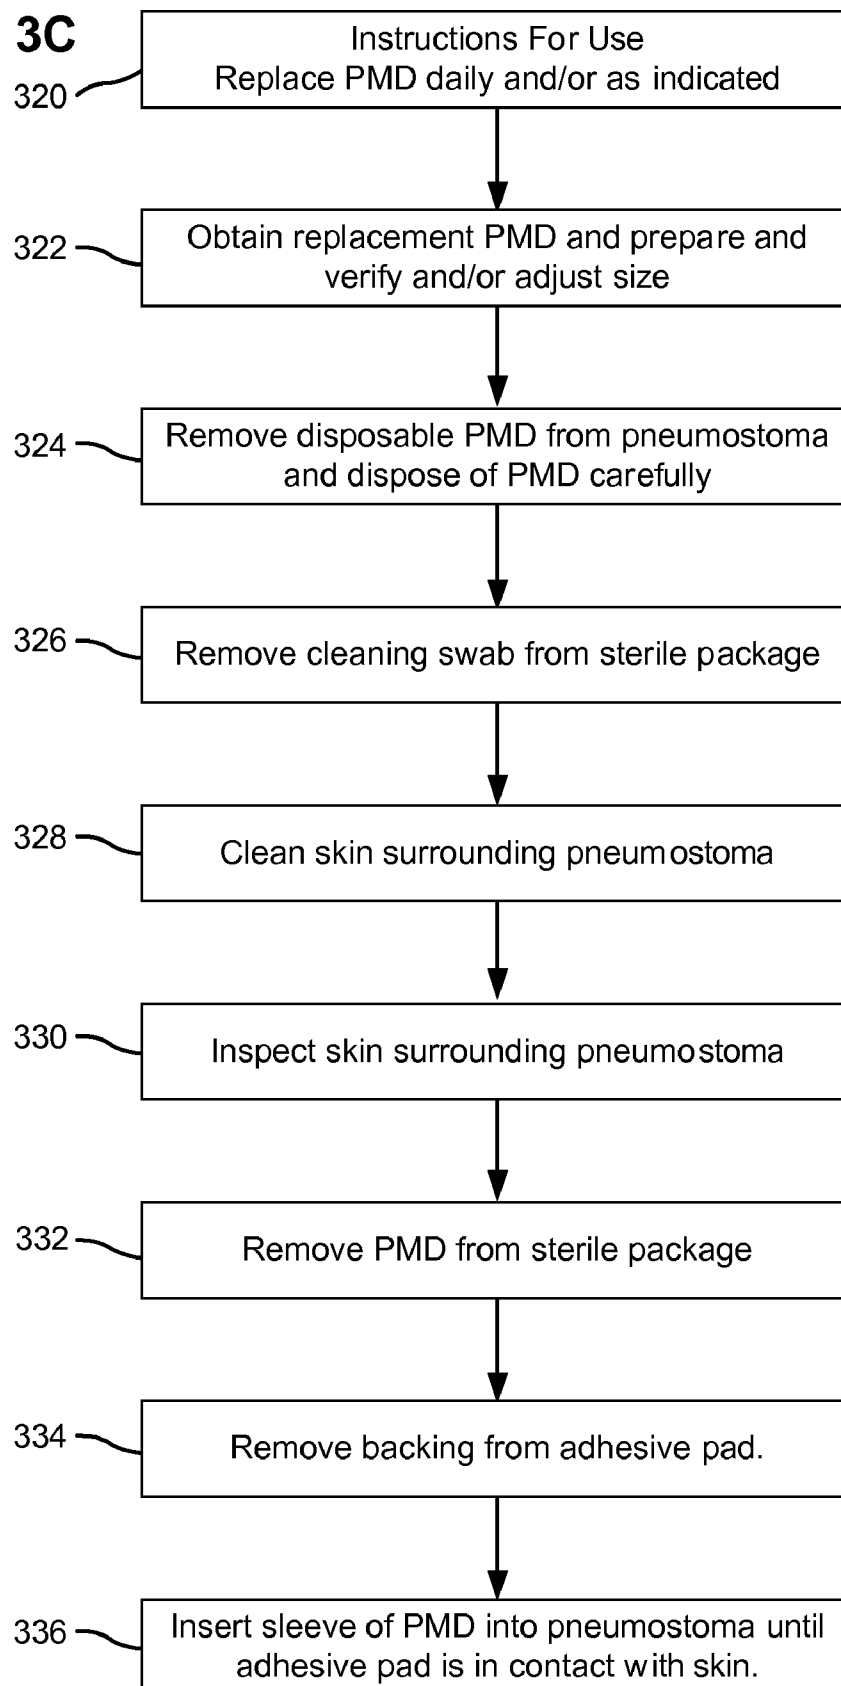 3C
320
Instructions For Use
Replace PMD daily and/or as indicated
322
Obtain replacement PMD and prepare and
verify and/or adjust size
324
Remove disposable PMD from pneumostoma
and dispose of PMD carefully
326
Remove cleaning swab from sterile package
328
Clean skin surrounding pneumostoma
330
Inspect skin surrounding pneumostoma
332
Remove PMD from sterile package
334
Remove backing from adhesive pad.
336
Insert sleeve of PMD into pneumostoma until
adhesive pad is in contact with skin.